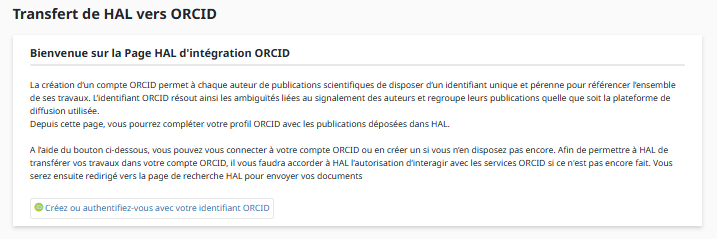 Transfert de HAL vers ORCID
Bienvenue sur la Page HAL d'intégration ORCID
La création d’un compte ORCID permet à chaque auteur de publications scientifiques de disposer d’un identifiant unique et pérenne pour référencer l’ensemble
de ses travaux. L’identifiant ORCID résout ainsi les ambiguïtés liées au signalement des auteurs et regroupe leurs publications quelle que soit la plateforme de
diffusion utilisée.
Depuis cette page, vous pourrez compléter votre profil ORCID avec les publications déposées dans HAL.
A l’aide du bouton ci-dessous, vous pouvez vous connecter à votre compte ORCID ou en créer un si vous n’en disposez pas encore. Afin de permettre à HAL de
transférer vos travaux dans votre compte ORCID, il vous faudra accorder à HAL l’autorisation d’interagir avec les services ORCID si ce n'est pas encore fait. Vous
serez ensuite redirigé vers la page de recherche HAL pour envoyer vos documents
Créez ou authentifiez-vous avec votre identifiant ORCID